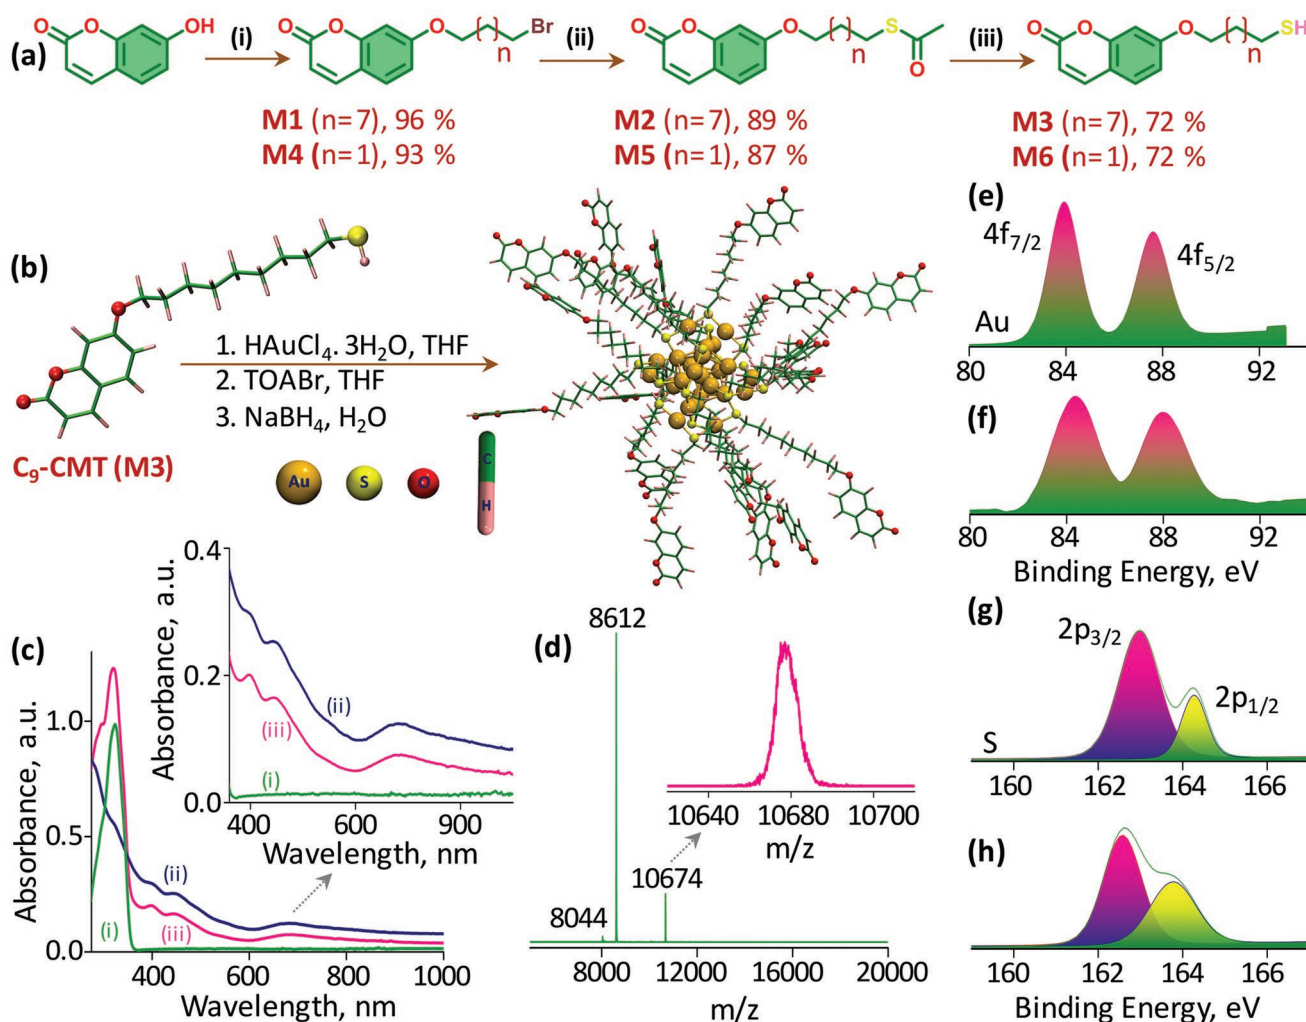 (a)
O O OH
(i)
O O O Br
n
(ii)
O O O S
n O
(iii)
O O O SH
n
M1 (n=7), 96 %
M4 (n=1), 93 %
M2 (n=7), 89 %
M5 (n=1), 87 %
M3 (n=7), 72 %
M6 (n=1), 72 %
(b)
1. HAuCl4. 3H2O, THF
2. TOABr, THF
3. NaBH4, H2O
C9-CMT (M3)
Au S O
C
H
(e)
4f7/2
4f5/2
Au
80 84 88 92
(f)
80 84 88 92
Binding Energy, eV
(c)
Absorbance, a.u.
1.0
0.5
0.0
(i)
(ii)
(iii)
400 600 800 1000
Wavelength, nm
Absorbance, a.u.
0.4
0.2
0.0
(ii)
(iii)
(i)
400 600 900
Wavelength, nm
(d)
8612
8044
10674
10640 10680 10700
m/z
8000 12000 16000 20000
m/z
(g)
2p3/2
2p1/2
S
160 162 164 166
(h)
160 162 164 166
Binding Energy, eV